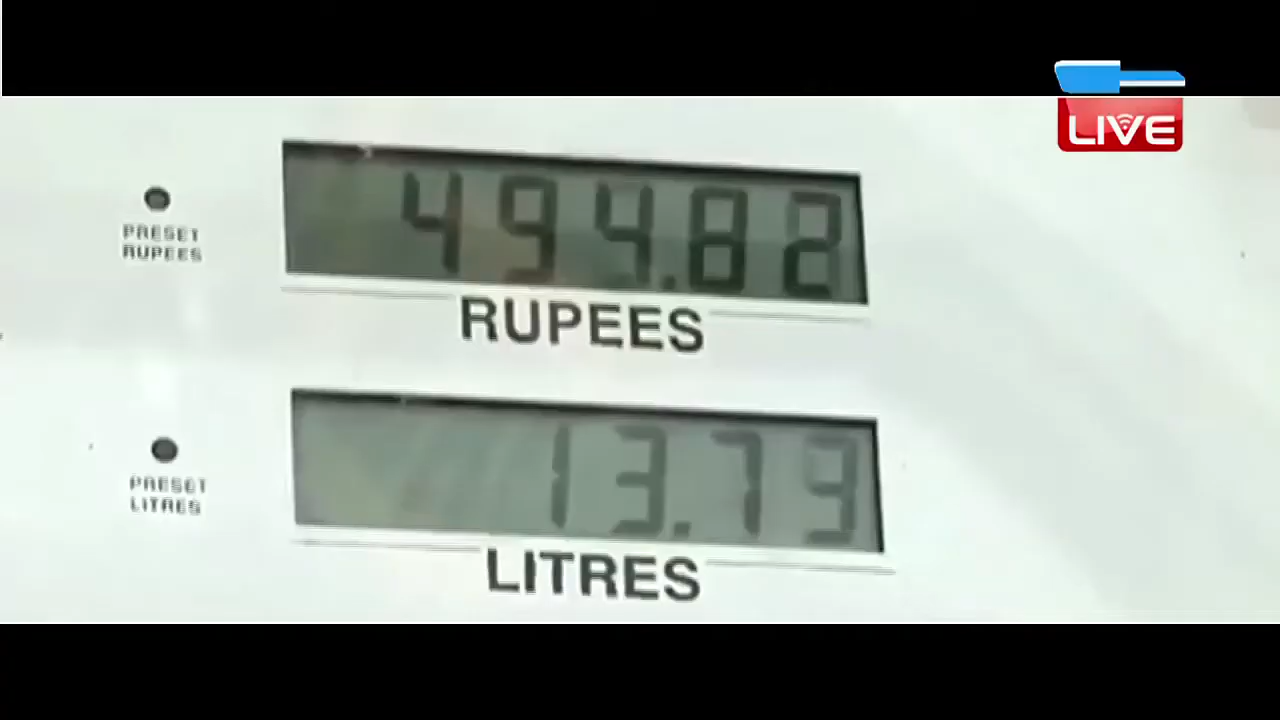 LIVE
494.82
PRESET
RUPEES
RUPEES
13.79
PRESET
LITRES
LITRES